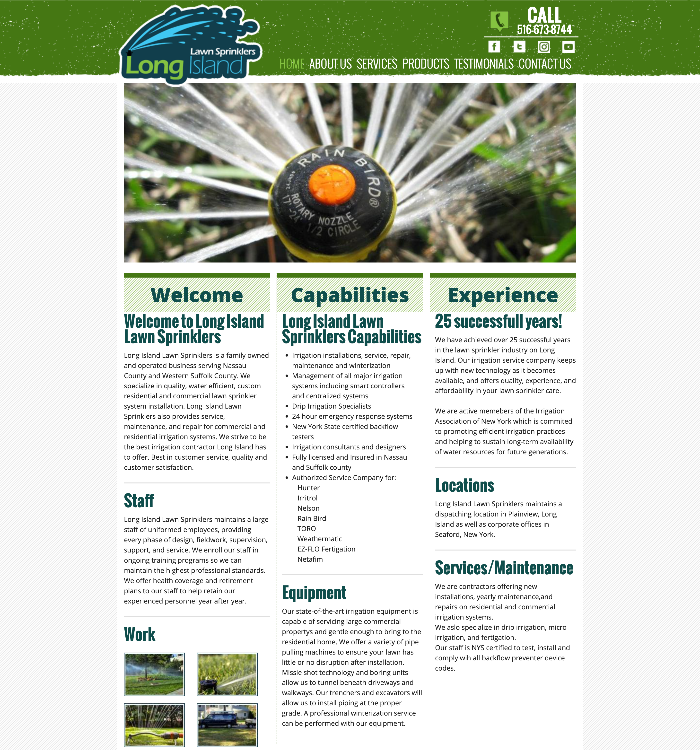 CALL
516-673-8744
Lawn Sprinklers
Long Island
HOME ABOUT US SERVICES PRODUCTS TESTIMONIALS CONTACT US
RAIN BIRD®
ROTARY NOZZLE
17'-24' 1/2 CIRCLE
Welcome
Welcome to Long Island
Lawn Sprinklers
Long Island Lawn Sprinklers is a family owned
and operated business serving Nassau
County and Western Suffolk County. We
specialize in quality, water efficient, custom
residential and commercial lawn sprinkler
system installation. Long Island Lawn
Sprinklers also provides service,
maintenance, and repair for commercial and
residential irrigation systems. We strive to be
the best irrigation contractor Long Island has
to offer. Best in customer service, quality and
customer satisfaction.
Staff
Long Island Lawn Sprinklers maintains a large
staff of uniformed employees, providing
every phase of design, fieldwork, supervision,
support, and service. We enroll our staff in
ongoing training programs so we can
maintain the highest professional standards.
We offer health coverage and retirement
plans to our staff to help retain our
experienced personnel year after year.
Work
Capabilities
Long Island Lawn
Sprinklers Capabilities
• Irrigation installations, service, repair,
maintenance and winterization
• Management of all major irrigation
systems including smart controllers
and centralized systems
• Drip Irrigation Specialists
• 24 hour emergency response systems
• New York State certified backflow
testers
• Irrigation consultants and designers
• Fully licensed and insured in Nassau
and Suffolk county
• Authorized Service Company for:
Hunter
Irritrol
Nelson
Rain Bird
TORO
Weathermatic
EZ-FLO Fertigation
Netafim
Equipment
Our state-of-the-art irrigation equipment is
capable of servicing large commercial
propertys and gentle enough to bring to the
residential home. We offer a variety of pipe
pulling machines to ensure your lawn has
little or no disruption after installation.
Missle shot technology and boring units
allow us to tunnel beneath driveways and
walkways. Our trenchers and excavators will
allow us to install piping at the proper
grade. A professional winterization service
can be performed with our equipment.
Experience
25 successfull years!
We have achieved over 25 successful years
in the lawn sprinkler industry on Long
Island. Our irrigation service company keeps
up with new technology as it becomes
available, and offers quality, experience, and
affordability in your lawn sprinkler care.
We are active memebers of the Irrigation
Association of New York which is commited
to promoting efficient irrigation practices
and helping to sustain long-term availability
of water resources for future generations.
Locations
Long Island Lawn Sprinklers maintains a
dispatching location in Plainview, Long
Island as well as corporate offices in
Seaford, New York.
Services/Maintenance
We are contractors offering new
installations, yearly maintenance,and
repairs on residential and commercial
irrigation systems.
We aslo specialize in drip irrigation, micro
irrigation, and fertigation.
Our staff is NYS certified to test, install and
comply wih all backflow preventer device
codes.